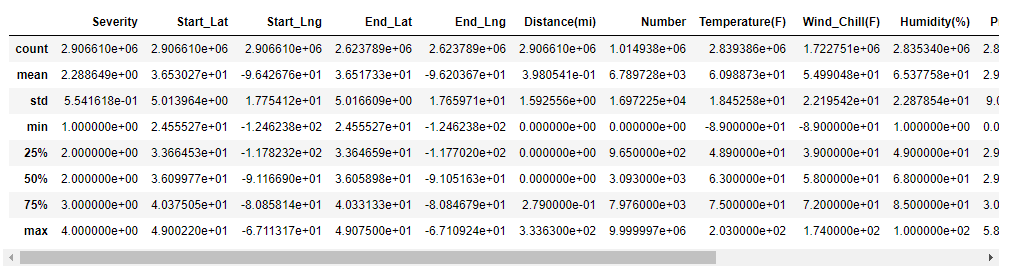 Severity Start_Lat Start_Lng End_Lat End_Lng Distance(mi) Number Temperature(F) Wind_Chill(F) Humidity(%) P
count 2.906610e+06 2.906610e+06 2.906610e+06 2.623789e+06 2.623789e+06 2.906610e+06 1.014938e+06 2.839386e+06 1.722751e+06 2.835340e+06 2.8
mean 2.288649e+00 3.653027e+01 -9.642676e+01 3.651733e+01 -9.620367e+01 3.980541e-01 6.789728e+03 6.098873e+01 5.499048e+01 6.537758e+01 2.9
std 5.541618e-01 5.013964e+00 1.775412e+01 5.016609e+00 1.765971e+01 1.592556e+00 1.697225e+04 1.845258e+01 2.219542e+01 2.287854e+01 9.0
min 1.000000e+00 2.455527e+01 -1.246238e+02 2.455527e+01 -1.246238e+02 0.000000e+00 0.000000e+00 -8.900000e+01 -8.900000e+01 1.000000e+00 0.0
25% 2.000000e+00 3.366453e+01 -1.178232e+02 3.364659e+01 -1.177020e+02 0.000000e+00 9.650000e+02 4.890000e+01 3.900000e+01 4.900000e+01 2.9
50% 2.000000e+00 3.609977e+01 -9.116690e+01 3.605898e+01 -9.105163e+01 0.000000e+00 3.093000e+03 6.300000e+01 5.800000e+01 6.800000e+01 2.9
75% 3.000000e+00 4.037505e+01 -8.085814e+01 4.033133e+01 -8.084679e+01 2.790000e-01 7.976000e+03 7.500000e+01 7.200000e+01 8.500000e+01 3.0
max 4.000000e+00 4.900220e+01 -6.711317e+01 4.907500e+01 -6.710924e+01 3.336300e+02 9.999997e+06 2.030000e+02 1.740000e+02 1.000000e+02 5.8